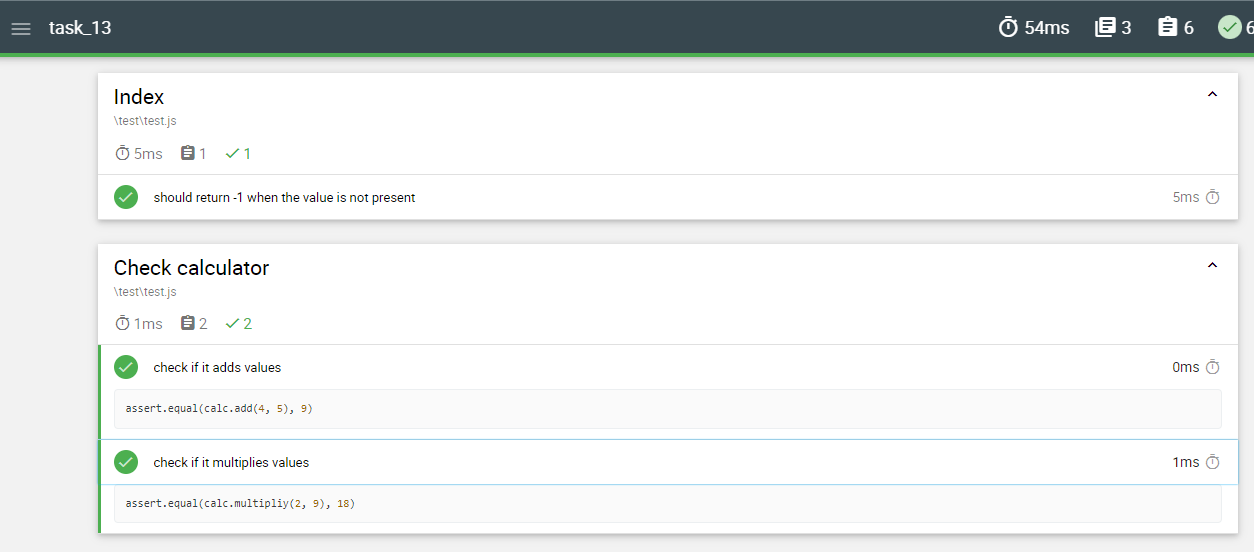 task_13 54ms 3 6 6
Index
\test\test.js
5ms 1 1
should return -1 when the value is not present 5ms
Check calculator
\test\test.js
1ms 2 2
check if it adds values 0ms
assert.equal(calc.add(4, 5), 9)
check if it multiplies values 1ms
assert.equal(calc.multipliy(2, 9), 18)